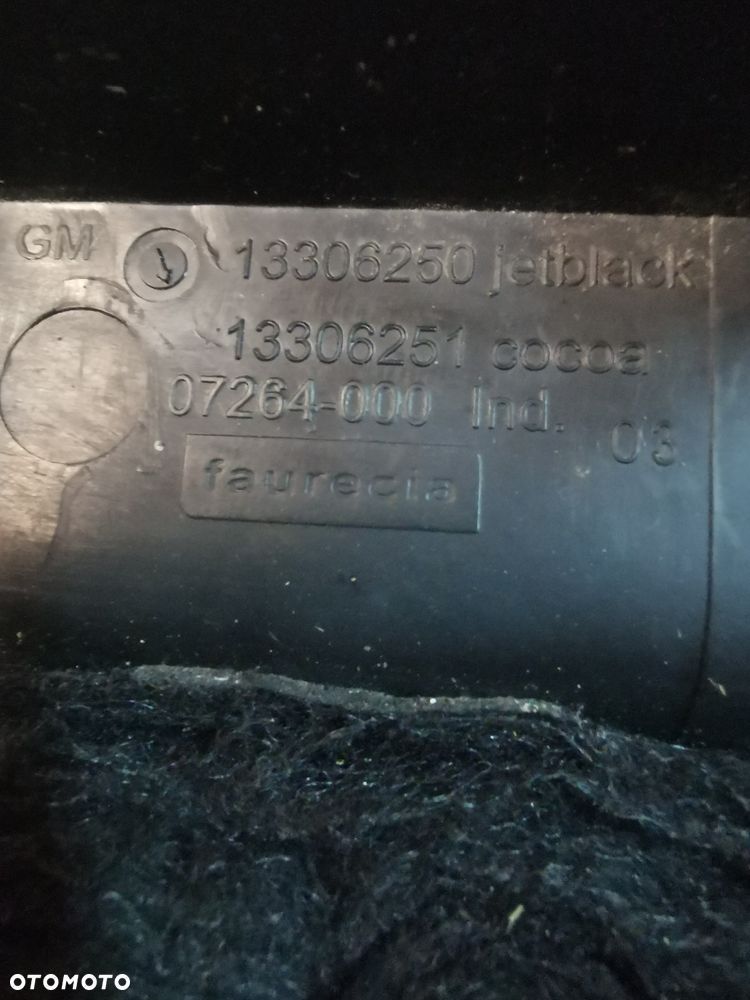 GM 13306250 jetblack
13306251 cocoa
07264-000 Ind. 03
faurecia
OTOMOTO